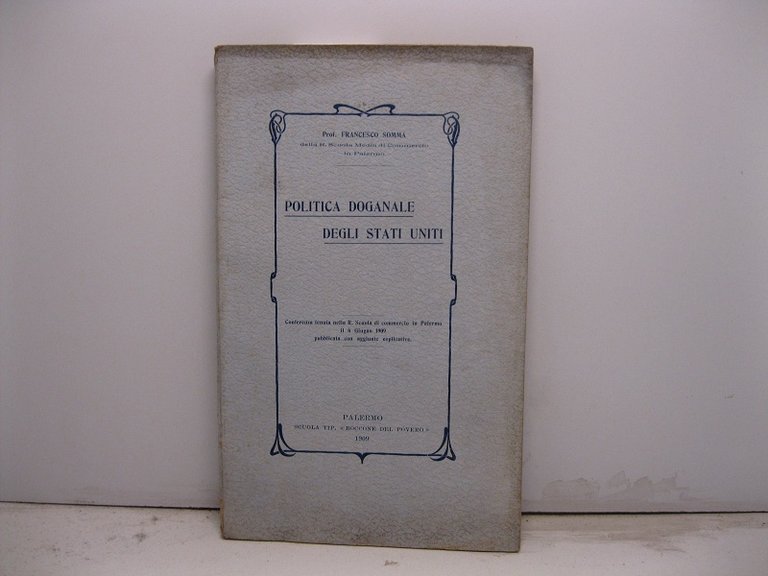 Prof. FRANCESCO SOMMA
della R. Scuola Media di Commercio
in Palermo
POLITICA DOGANALE
DEGLI STATI UNITI
Conferenza tenuta nella R. Scuola di commercio in Palermo
il 6 Giugno 1909
pubblicata con aggiunte esplicative.
PALERMO
SCUOLA TIP. «BOCCONE DEL POVERO»
1909